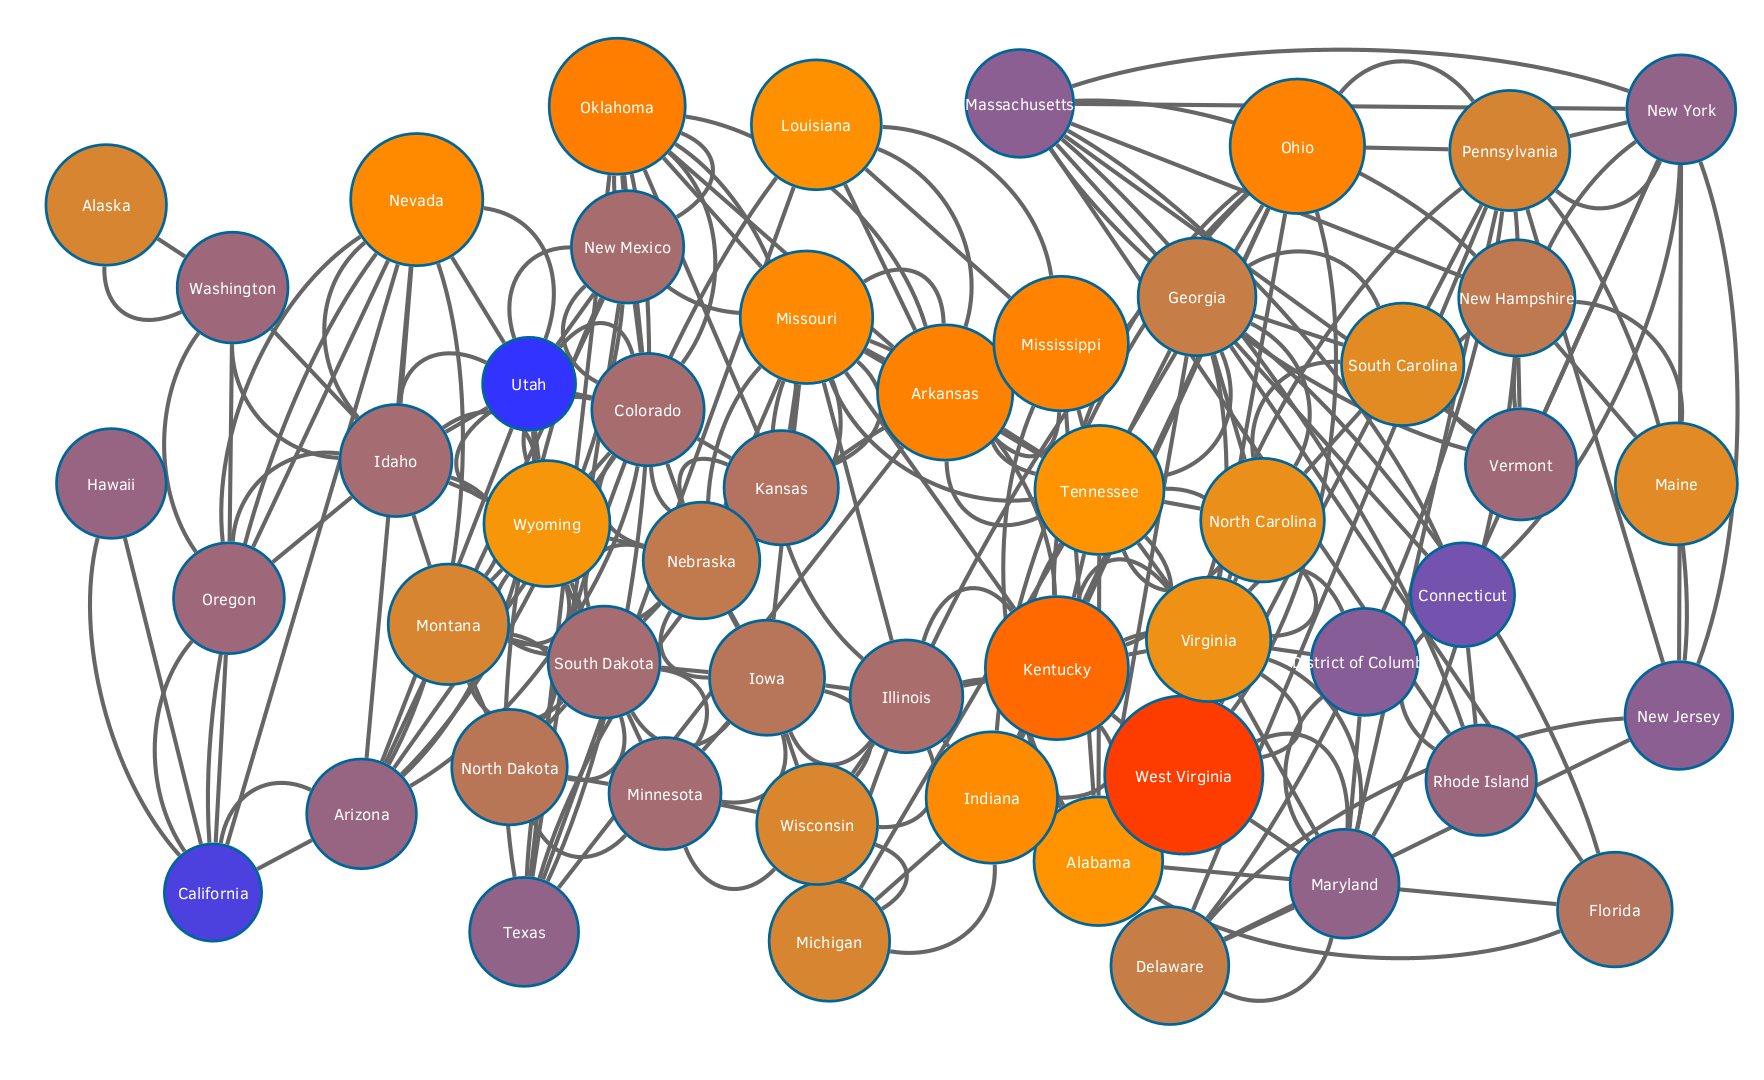 Massachusetts
Oklahoma
New York
Louisiana
Ohio
Pennsylvania
Nevada
Alaska
New Mexico
Washington
Georgia
New Hampshire
Missouri
Mississippi
South Carolina
Utah
Arkansas
Colorado
Idaho
Vermont
Hawaii
Maine
Kansas
Tennessee
North Carolina
Wyoming
Nebraska
Connecticut
Oregon
Montana
Virginia
South Dakota
District of Columb
Kentucky
Iowa
Illinois
New Jersey
North Dakota
West Virginia
Rhode Island
Minnesota
Indiana
Arizona
Wisconsin
Alabama
Maryland
California
Florida
Texas
Michigan
Delaware